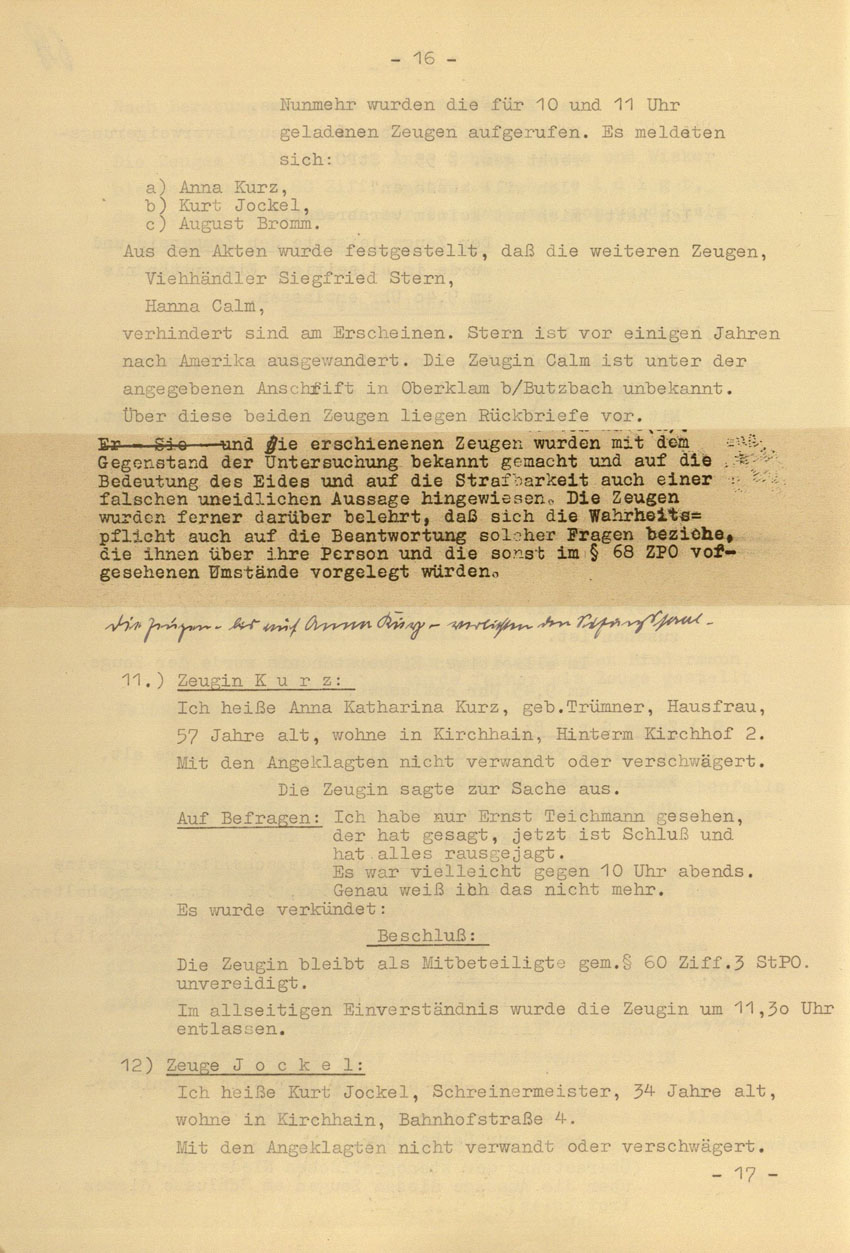 - 16 -
Nunmehr wurden die für 10 und 11 Uhr
geladenen Zeugen aufgerufen. Es meldeten
sich:
a) Anna Kurz,
b) Kurt Jockel,
c) August Bromm.
Aus den Akten wurde festgestellt, daß die weiteren Zeugen,
Viehhändler Siegfried Stern,
Hanna Calm,
verhindert sind am Erscheinen. Stern ist vor einigen Jahren
nach Amerika ausgewandert. Die Zeugin Calm ist unter der
angegebenen Anschrift in Oberklam b/Butzbach unbekannt.
Über diese beiden Zeugen liegen Rückbriefe vor.
Er - Sie - und die erschienenen Zeugen wurden mit dem
Gegenstand der Untersuchung bekannt gemacht und auf die
Bedeutung des Eides und auf die Strafbarkeit auch einer
falschen uneidlichen Aussage hingewiesen. Die Zeugen
wurden ferner darüber belehrt, daß sich die Wahrheits=
pflicht auch auf die Beantwortung solcher Fragen beziehe,
die ihnen über ihre Person und die sonst im § 68 ZPO vor-
gesehenen Umstände vorgelegt würden.
Die Zeugen - bis auf Anna Kurz - verließen den Sitzungssaal -
11.) Zeugin K u r z:
Ich heiße Anna Katharina Kurz, geb.Trümner, Hausfrau,
57 Jahre alt, wohne in Kirchhain, Hinterm Kirchhof 2.
Mit den Angeklagten nicht verwandt oder verschwägert.
Die Zeugin sagte zur Sache aus.
Auf Befragen: Ich habe nur Ernst Teichmann gesehen,
der hat gesagt, jetzt ist Schluß und
hat alles rausgejagt.
Es war vielleicht gegen 10 Uhr abends.
Genau weiß ich das nicht mehr.
Es wurde verkündet:
Beschluß:
Die Zeugin bleibt als Mitbeteiligte gem.§ 60 Ziff.3 StPO.
unvereidigt.
Im allseitigen Einverständnis wurde die Zeugin um 11,30 Uhr
entlassen.
12) Zeuge J o c k e l:
Ich heiße Kurt Jockel, Schreinermeister, 34 Jahre alt,
wohne in Kirchhain, Bahnhofstraße 4.
Mit den Angeklagten nicht verwandt oder verschwägert.
- 17 -